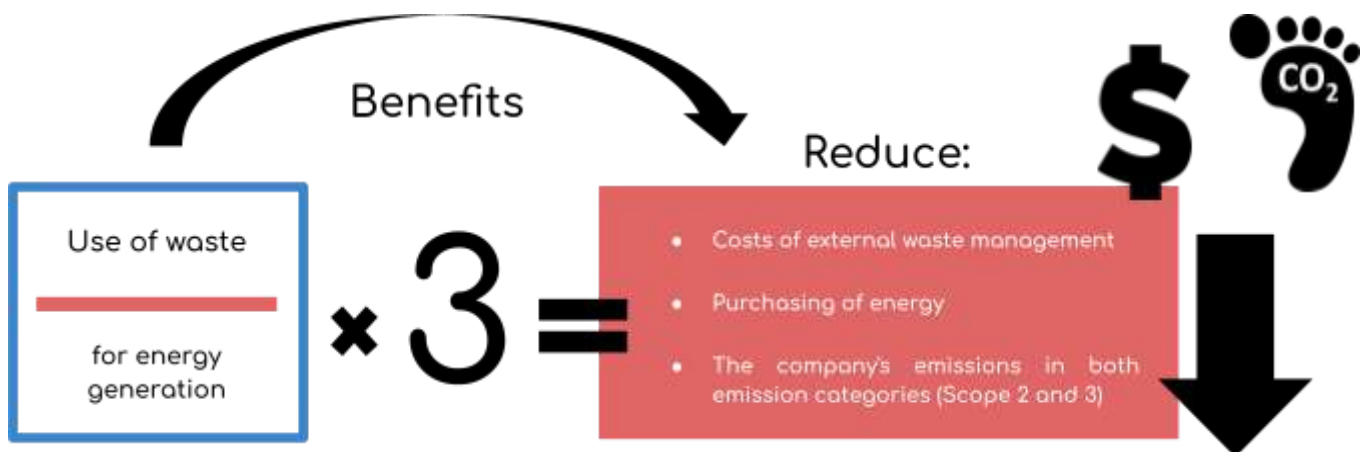 Benefits
Reduce:
$
CO₂
Use of waste
for energy
generation
× 3 =
● Costs of external waste management
● Purchasing of energy
● The company's emissions in both
emission categories (Scope 2 and 3)